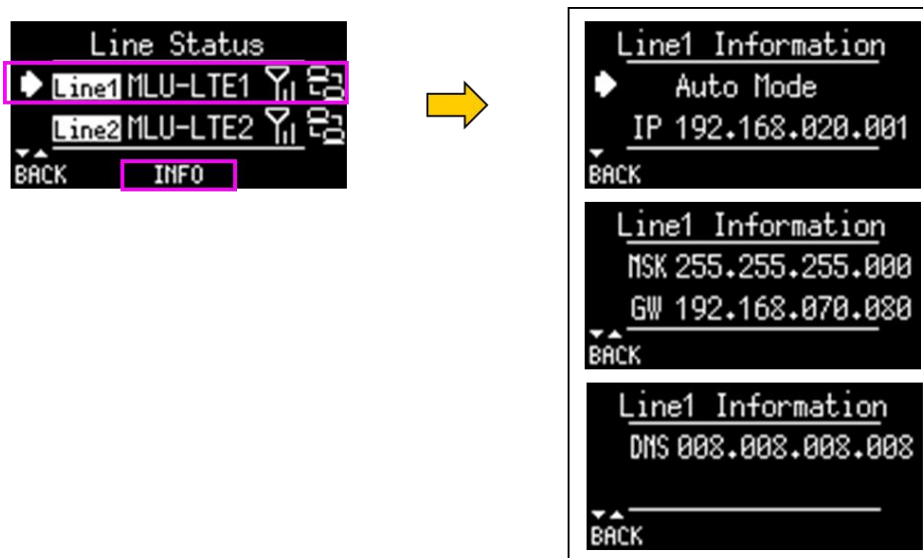 Line Status
Line1 MLU-LTE1
Line2 MLU-LTE2
BACK INFO
Line1 Information
Auto Mode
IP 192.168.020.001
BACK
Line1 Information
MSK 255.255.255.000
GW 192.168.070.080
BACK
Line1 Information
DNS 008.008.008.008
BACK